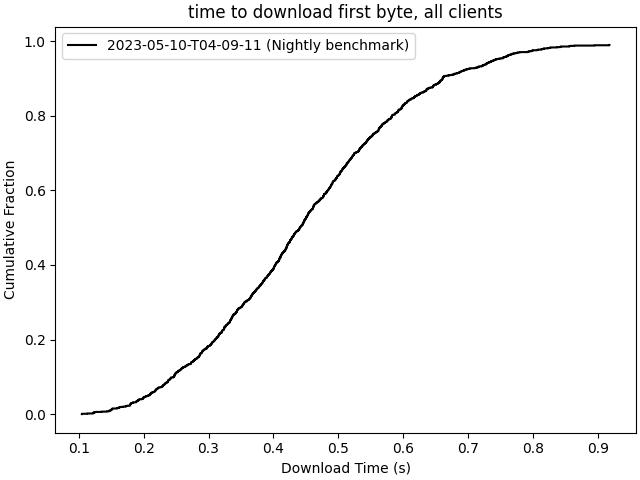 time to download first byte, all clients
2023-05-10-T04-09-11 (Nightly benchmark)
1.0
0.8
0.6
0.4
0.2
0.0
Cumulative Fraction
0.1 0.2 0.3 0.4 0.5 0.6 0.7 0.8 0.9
Download Time (s)